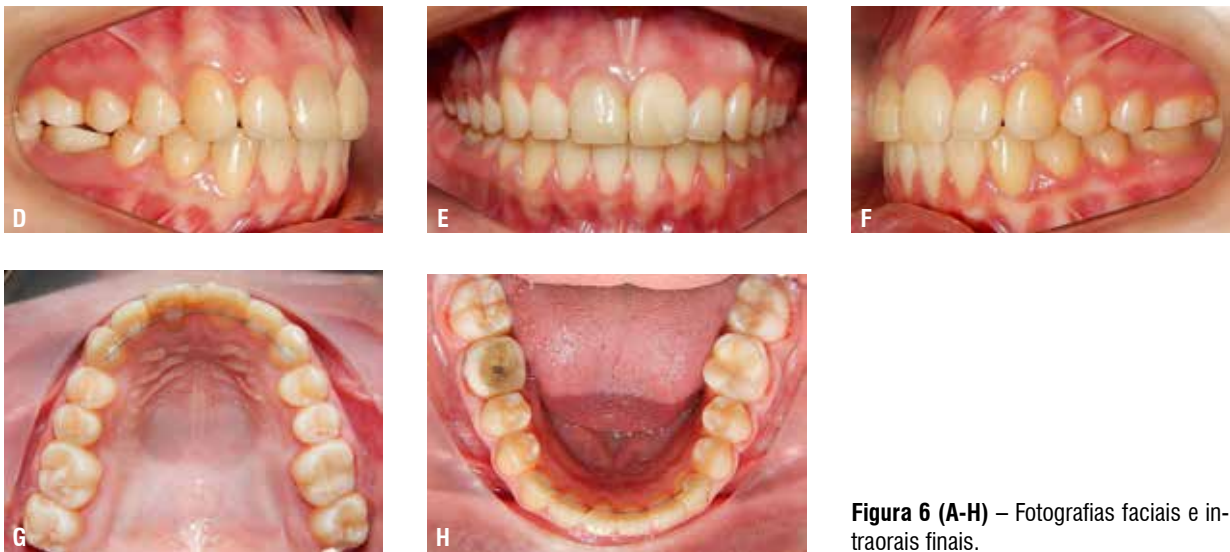 D
E
F
G
H
Figura 6 (A-H) – Fotografias faciais e in-
traorais finais.